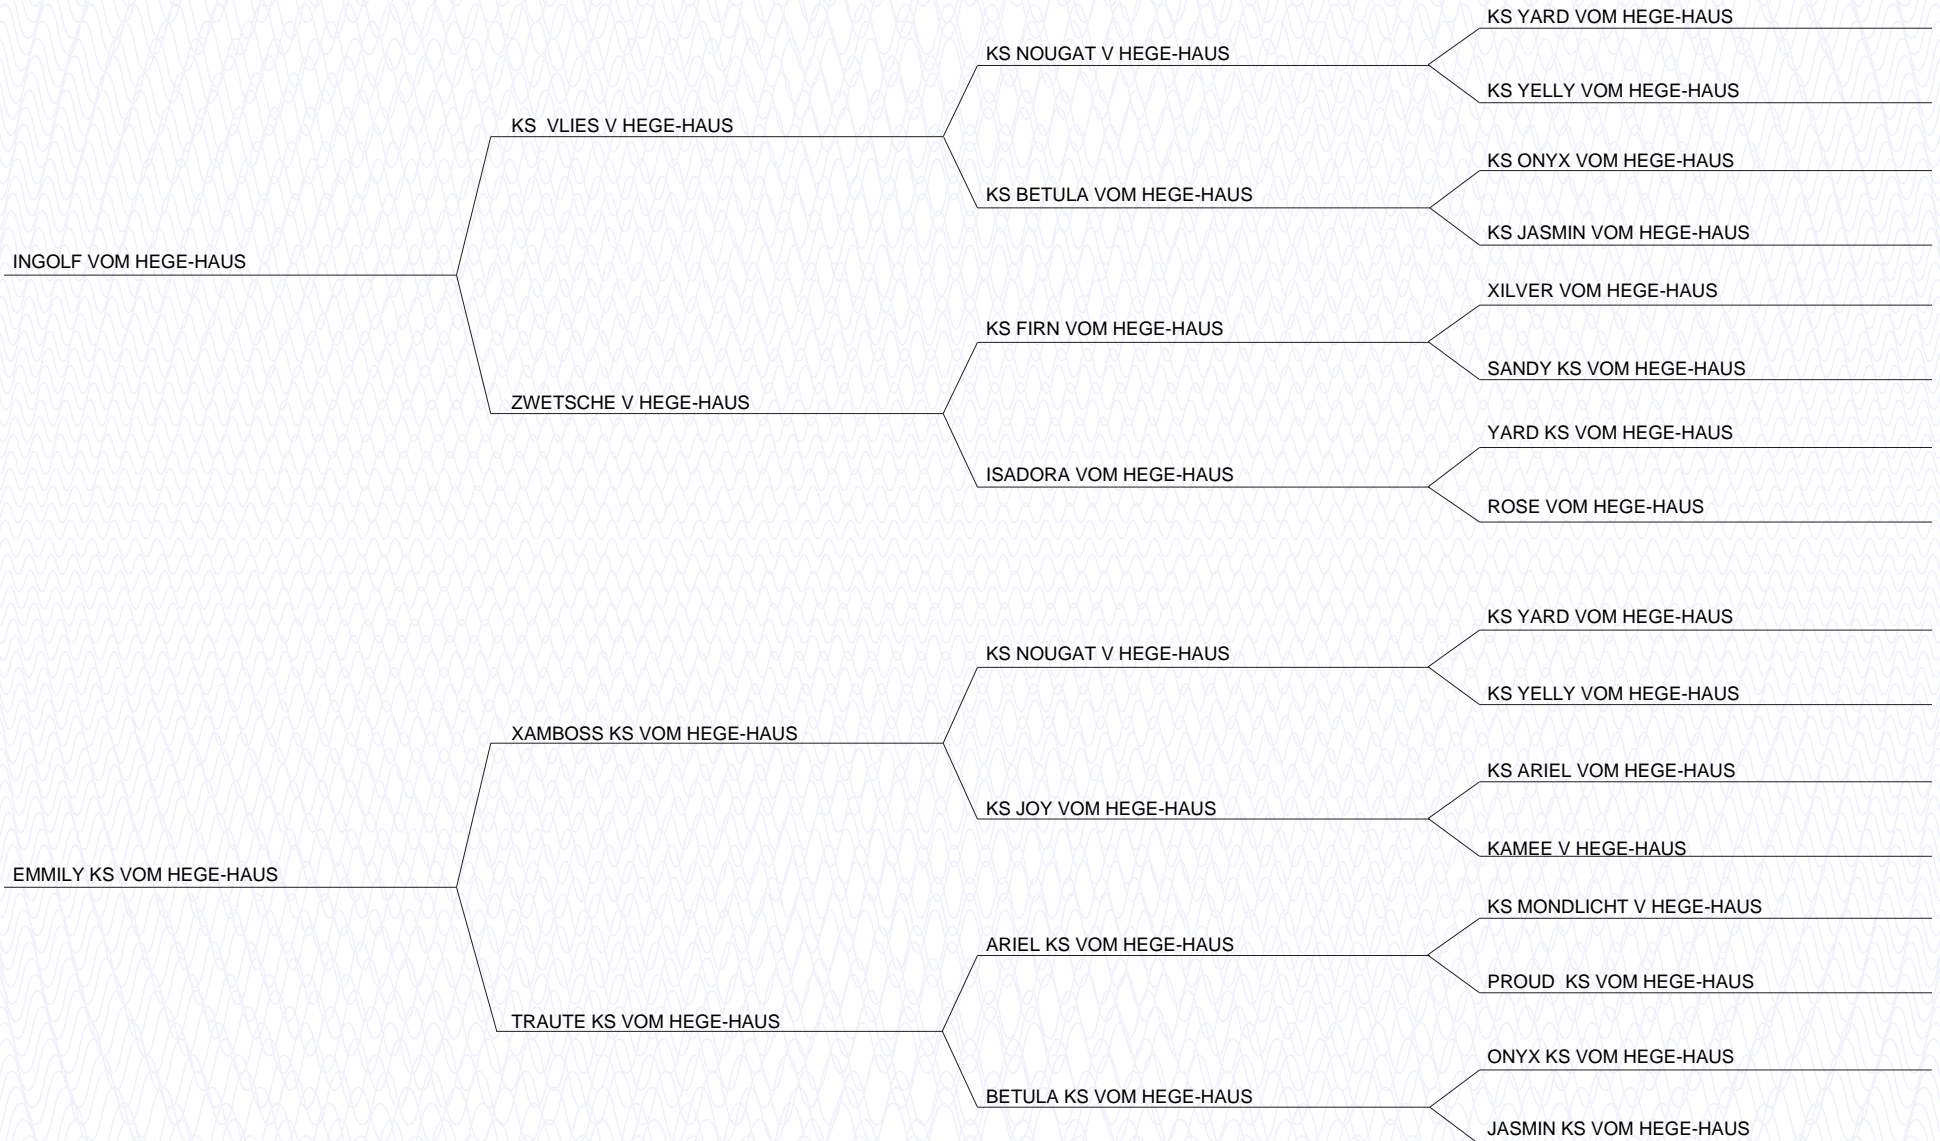 KS YARD VOM HEGE-HAUS
KS NOUGAT V HEGE-HAUS
KS YELLY VOM HEGE-HAUS
KS  VLIES V HEGE-HAUS
KS ONYX VOM HEGE-HAUS
KS BETULA VOM HEGE-HAUS
KS JASMIN VOM HEGE-HAUS
INGOLF VOM HEGE-HAUS
XILVER VOM HEGE-HAUS
KS FIRN VOM HEGE-HAUS
SANDY KS VOM HEGE-HAUS
ZWETSCHE V HEGE-HAUS
YARD KS VOM HEGE-HAUS
ISADORA VOM HEGE-HAUS
ROSE VOM HEGE-HAUS
KS YARD VOM HEGE-HAUS
KS NOUGAT V HEGE-HAUS
KS YELLY VOM HEGE-HAUS
XAMBOSS KS VOM HEGE-HAUS
KS ARIEL VOM HEGE-HAUS
KS JOY VOM HEGE-HAUS
KAMEE V HEGE-HAUS
EMMILY KS VOM HEGE-HAUS
KS MONDLICHT V HEGE-HAUS
ARIEL KS VOM HEGE-HAUS
PROUD  KS VOM HEGE-HAUS
TRAUTE KS VOM HEGE-HAUS
ONYX KS VOM HEGE-HAUS
BETULA KS VOM HEGE-HAUS
JASMIN KS VOM HEGE-HAUS